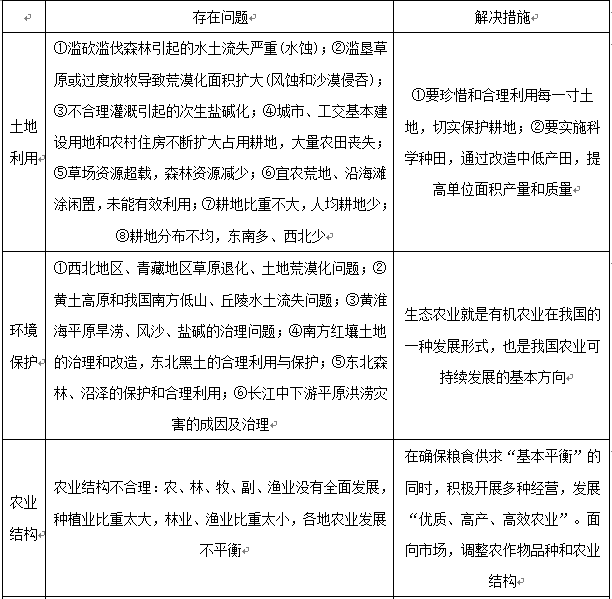 存在问题
解决措施
土地
利用
①滥砍滥伐森林引起的水土流失严重(水蚀)；②滥垦草
原或过度放牧导致荒漠化面积扩大(风蚀和沙漠侵吞)；
③不合理灌溉引起的次生盐碱化；④城市、工交基本建
设用地和农村住房不断扩大占用耕地，大量农田丧失；
⑤草场资源超载，森林资源减少；⑥宜农荒地、沿海滩
涂闲置，未能有效利用；⑦耕地比重不大，人均耕地少；
⑧耕地分布不均，东南多、西北少
①要珍惜和合理利用每一寸土
地，切实保护耕地；②要实施科
学种田，通过改造中低产田，提
高单位面积产量和质量
环境
保护
①西北地区、青藏地区草原退化、土地荒漠化问题；②
黄土高原和我国南方低山、丘陵水土流失问题；③黄淮
海平原旱涝、风沙、盐碱的治理问题；④南方红壤土地
的治理和改造，东北黑土的合理利用与保护；⑤东北森
林、沼泽的保护和合理利用；⑥长江中下游平原洪涝灾
害的成因及治理
生态农业就是有机农业在我国的
一种发展形式，也是我国农业可
持续发展的基本方向
农业
结构
农业结构不合理：农、林、牧、副、渔业没有全面发展，
种植业比重太大，林业、渔业比重太小，各地农业发展
不平衡
在确保粮食供求“基本平衡”的
同时，积极开展多种经营，发展
“优质、高产、高效农业”。面
向市场，调整农作物品种和农业
结构